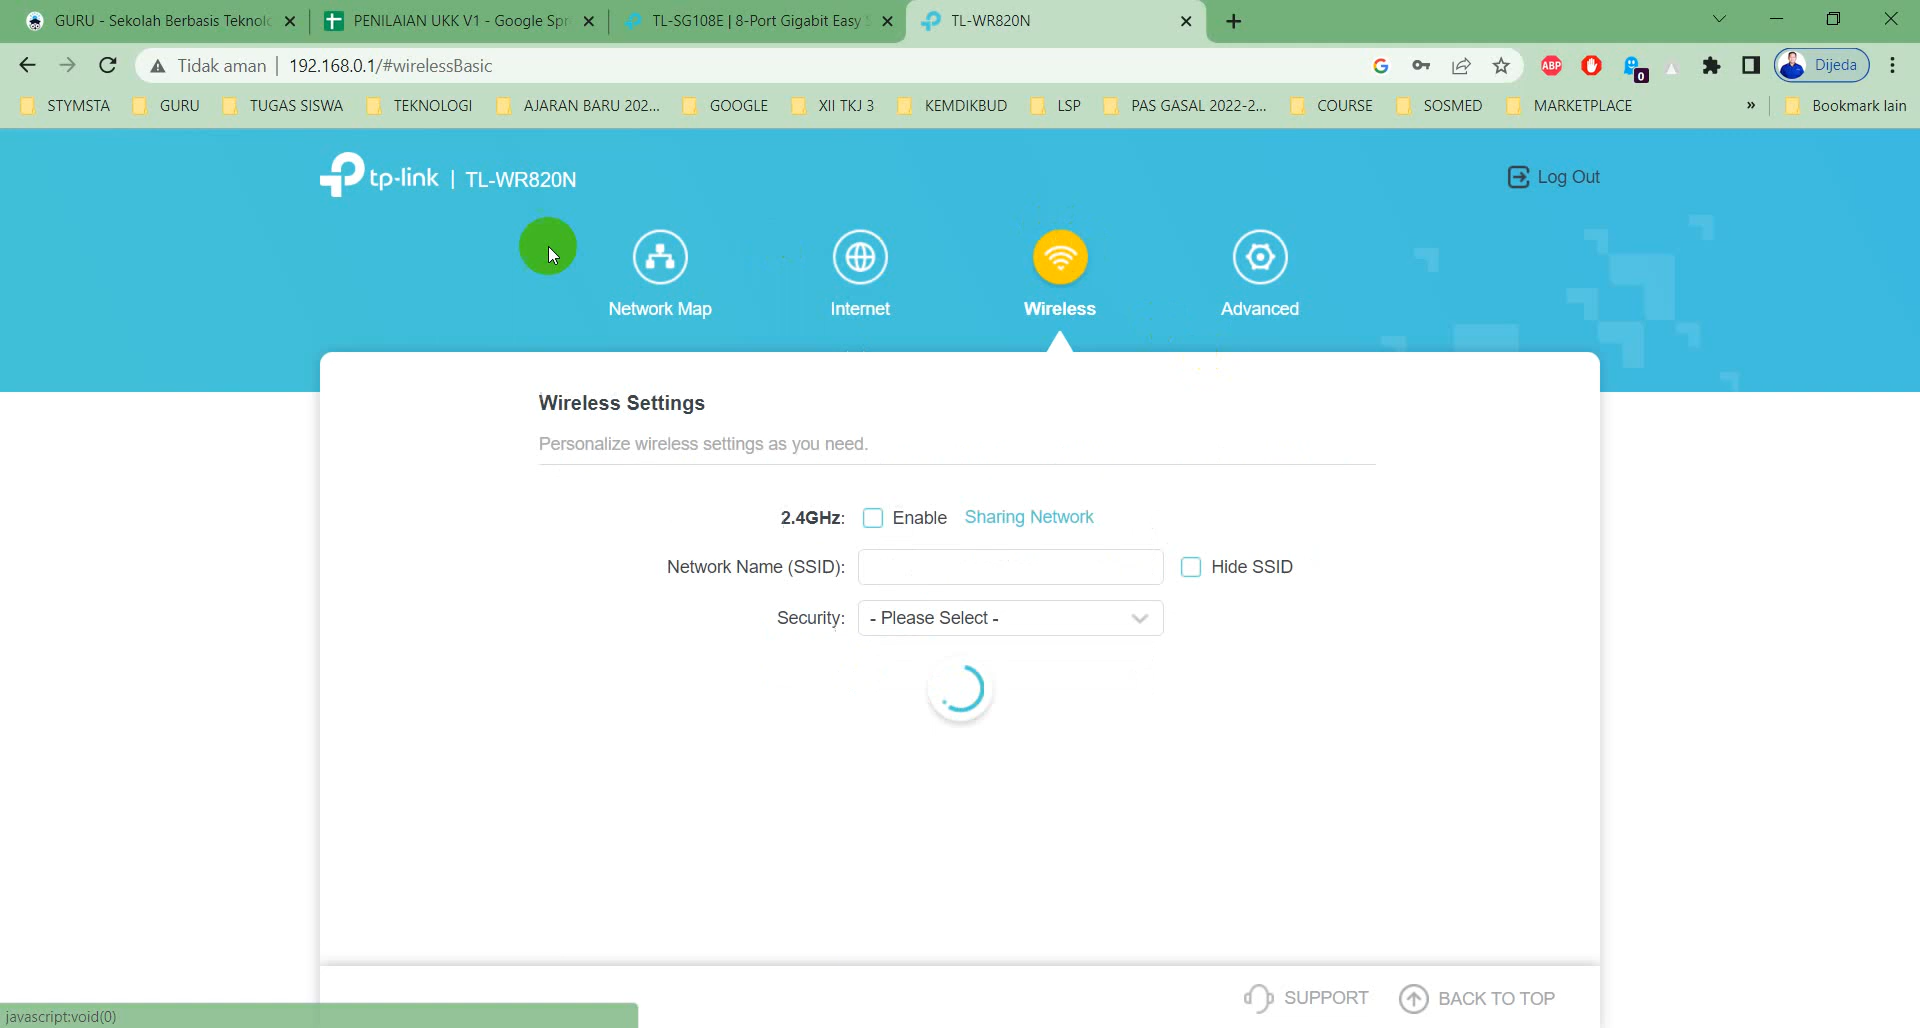 GURU - Sekolah Berbasis Teknolo
PENILAIAN UKK V1 - Google Spr
TL-SG108E | 8-Port Gigabit Easy S
TL-WR820N
Tidak aman
192.168.0.1/#wirelessBasic
ABP
0
Dijeda
STYMSTA
GURU
TUGAS SISWA
TEKNOLOGI
AJARAN BARU 202...
GOOGLE
XII TKJ 3
KEMDIKBUD
LSP
PAS GASAL 2022-2...
COURSE
SOSMED
MARKETPLACE
»
Bookmark lain
tp-link | TL-WR820N
Log Out
Network Map
Internet
Wireless
Advanced
Wireless Settings
Personalize wireless settings as you need.
2.4GHz: Enable Sharing Network
Network Name (SSID): Hide SSID
Security: - Please Select -
SUPPORT
BACK TO TOP
javascript:void(0)